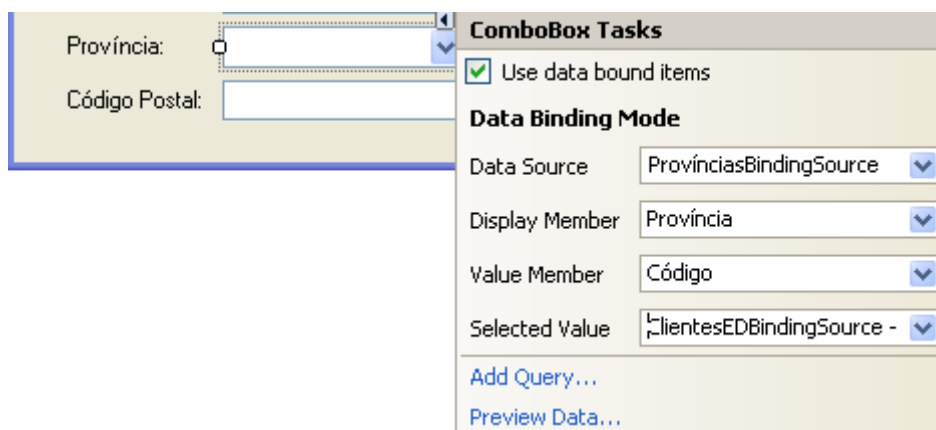 Província:
Código Postal:
ComboBox Tasks
Use data bound items
Data Binding Mode
Data Source ProvínciasBindingSource
Display Member Província
Value Member Código
Selected Value ClientesEDBindingSource -
Add Query...
Preview Data...